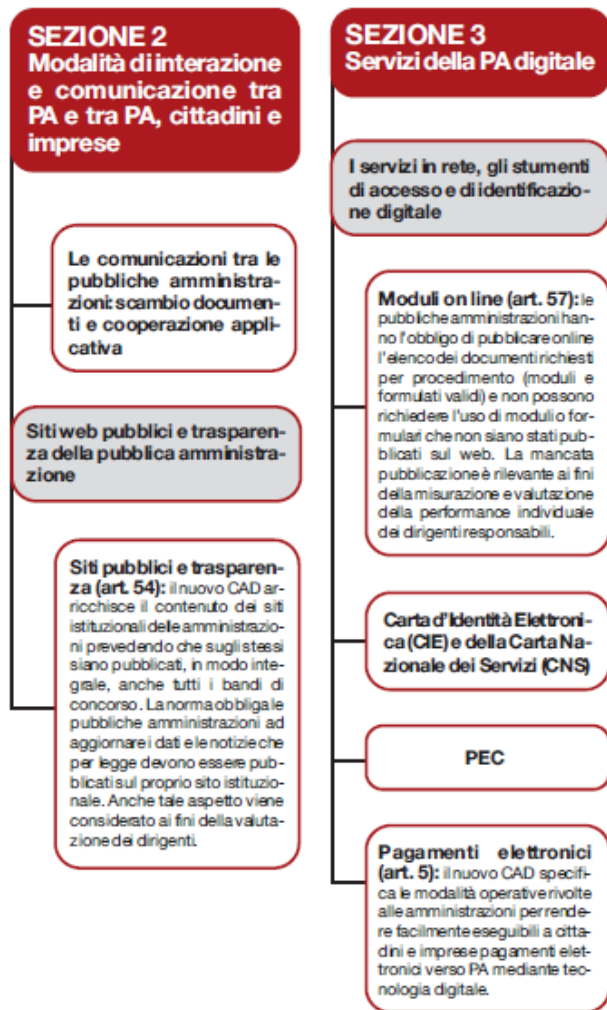 SEZIONE 2
Modalità di interazione
e comunicazione tra
PA e tra PA, cittadini e
imprese
Le comunicazioni tra le
pubbliche amministra-
zioni: scambio documen-
ti e cooperazione appli-
cativa
Siti web pubblici e traspa-
renza della pubblica amministra-
zione
Siti pubblici e trasparen-
za (art. 54): il nuovo CAD ar-
ricchisce il contenuto dei siti
istituzionali delle amministrazio-
ni prevedendo che sugli stessi
siano pubblicati, in modo inte-
grale, anche tutti i bandi di
concorso. La norma obbliga le
pubbliche amministrazioni ad
aggiornare i dati e le notizie che
per legge devono essere pub-
blicati sul proprio sito istituzio-
nale. Anche tale aspetto viene
considerato ai fini della valuta-
zione dei dirigenti.
SEZIONE 3
Servizi della PA digitale
I servizi in rete, gli stumenti
di accesso e di identificazio-
ne digitale
Moduli on line (art. 57): le
pubbliche amministrazioni han-
no l'obbligo di pubblicare online
l'elenco dei documenti richiesti
per procedimento (moduli e
formulati validi) e non possono
richiedere l'uso di moduli o for-
mulari che non siano stati pub-
blicati sul web. La mancata
pubblicazione è rilevante ai fini
della misurazione e valutazione
della performance individuale
dei dirigenti responsabili.
Carta d'Identità Elettroni-
ca (CIE) e della Carta Na-
zionale dei Servizi (CNS)
PEC
Pagamenti elettronici
(art. 5): il nuovo CAD specifi-
ca le modalità operative rivolte
alle amministrazioni per rende-
re facilmente eseguibili a citta-
dini e imprese pagamenti elet-
tronici verso PA mediante tec-
nologia digitale.